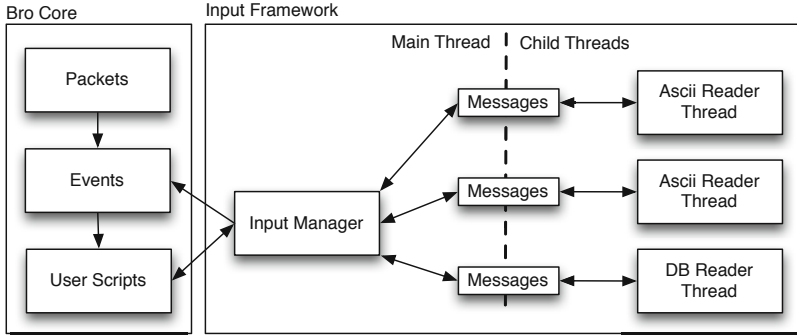 Bro Core
Input Framework
Main Thread
Child Threads
Packets
Events
User Scripts
Input Manager
Messages
Ascii Reader
Thread
Messages
Ascii Reader
Thread
Messages
DB Reader
Thread